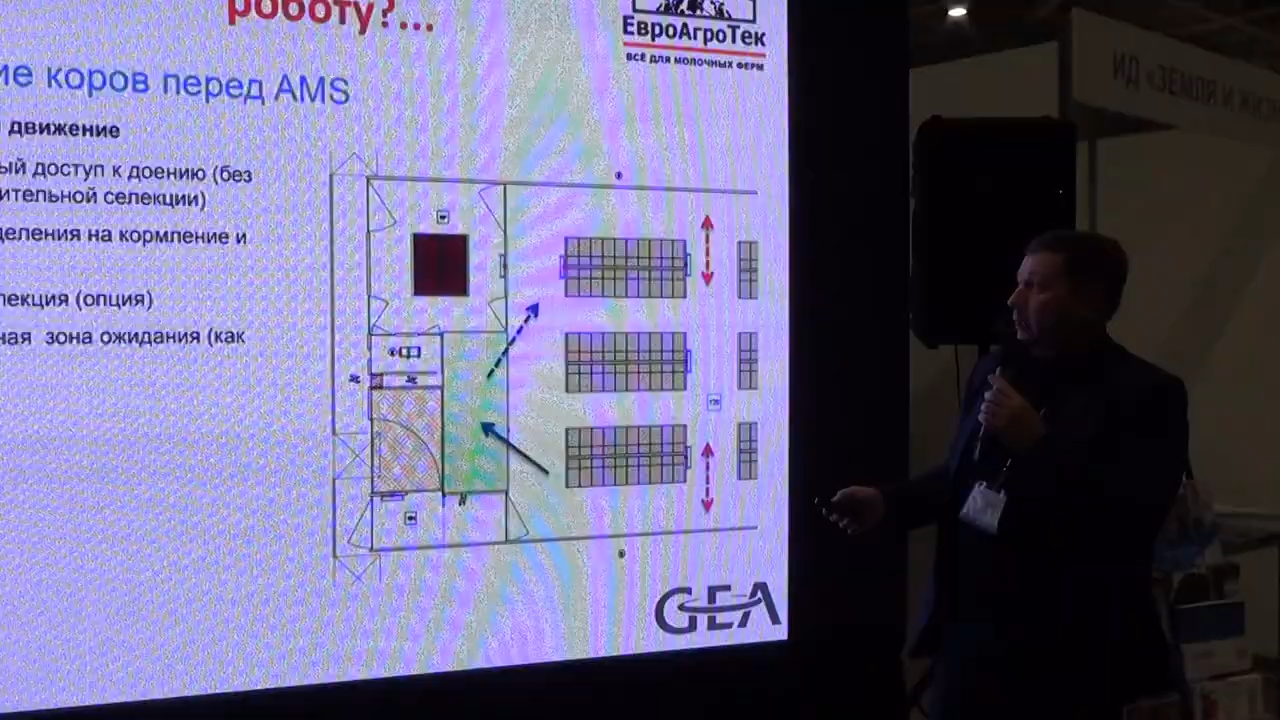 роботу?...
ЕвроАгроТек
ВСЁ ДЛЯ МОЛОЧНЫХ ФЕРМ
ие коров перед AMS
движение
ый доступ к доению (без
ительной селекции)
деления на кормление и
лекция (опция)
ная зона ожидания (как
GEA
ИД «ЗЕМЛЯ И ЖИЗ